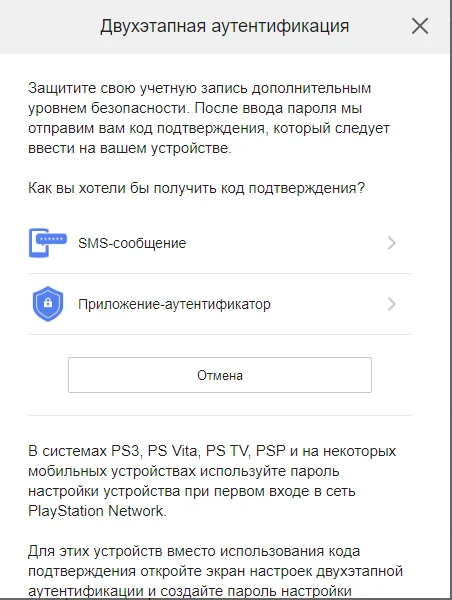 Двухэтапная аутентификация
Защитите свою учетную запись дополнительным
уровнем безопасности. После ввода пароля мы
отправим вам код подтверждения, который следует
ввести на вашем устройстве.
Как вы хотели бы получить код подтверждения?
SMS-сообщение
Приложение-аутентификатор
Отмена
В системах PS3, PS Vita, PS TV, PSP и на некоторых
мобильных устройствах используйте пароль
настройки устройства при первом входе в сеть
PlayStation Network.
Для этих устройств вместо использования кода
подтверждения откройте экран настроек двухэтапной
аутентификации и создайте пароль настройки